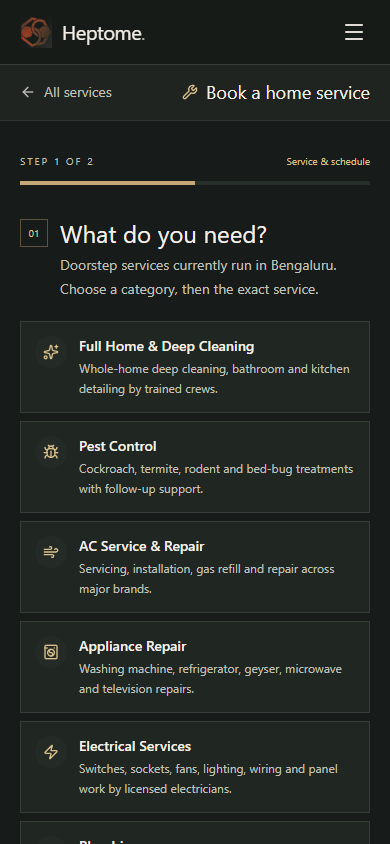 Heptome.
All services
Book a home service
STEP 1 OF 2
Service & schedule
01
What do you need?
Doorstep services currently run in Bengaluru.
Choose a category, then the exact service.
Full Home & Deep Cleaning
Whole-home deep cleaning, bathroom and kitchen
detailing by trained crews.
Pest Control
Cockroach, termite, rodent and bed-bug treatments
with follow-up support.
AC Service & Repair
Servicing, installation, gas refill and repair across
major brands.
Appliance Repair
Washing machine, refrigerator, geyser, microwave
and television repairs.
Electrical Services
Switches, sockets, fans, lighting, wiring and panel
work by licensed electricians.